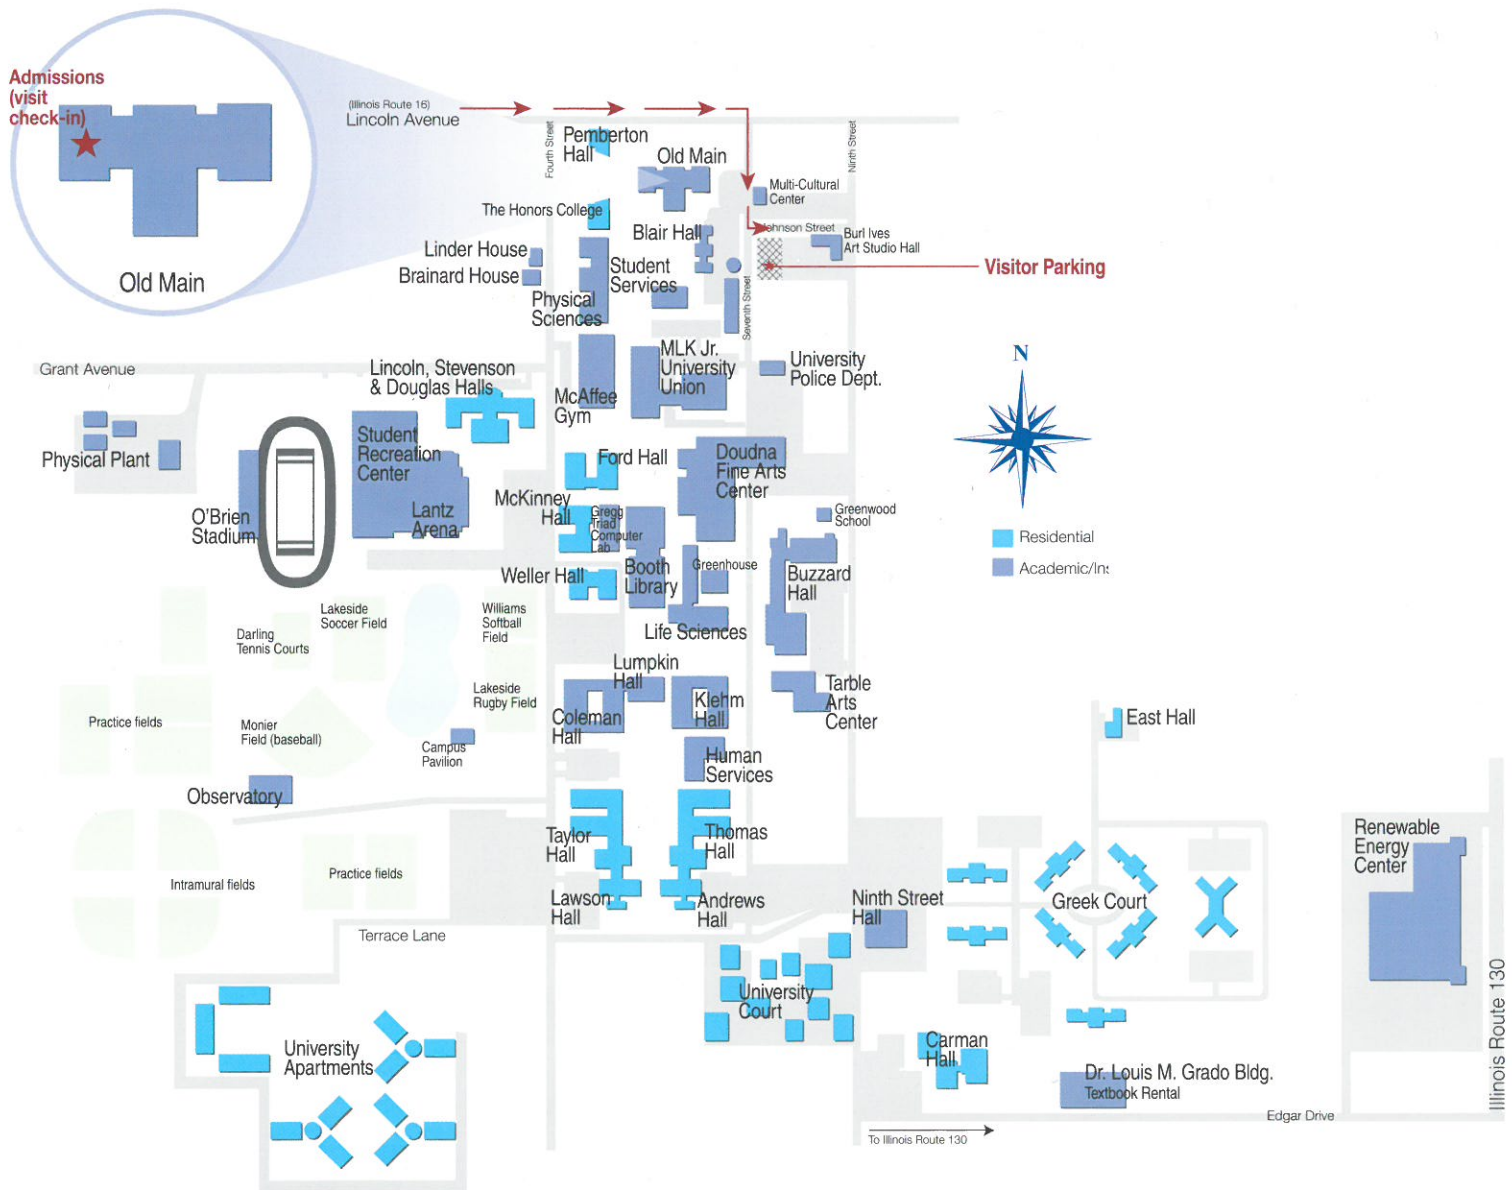 Admissions
(visit
check-in)
Old Main
(Illinois Route 16)
Lincoln Avenue
Fourth Street
Ninth Street
Pemberton
Hall
Old Main
Multi-Cultural
Center
The Honors College
Johnson Street
Blair Hall
Burl Ives
Art Studio Hall
Linder House
Brainard House
Student
Services
Visitor Parking
Physical
Sciences
Seventh Street
N
Grant Avenue
Lincoln, Stevenson
& Douglas Halls
MLK Jr.
University
Union
University
Police Dept.
McAffee
Gym
Physical Plant
Student
Recreation
Center
Ford Hall
Doudna
Fine Arts
Center
O'Brien
Stadium
Lantz
Arena
McKinney
Hall
Gregg
Triad
Computer
Lab
Greenwood
School
Residential
Academic/Ins
Weller Hall
Booth
Library
Greenhouse
Buzzard
Hall
Lakeside
Soccer Field
Williams
Softball
Field
Darling
Tennis Courts
Life Sciences
Lumpkin
Hall
Lakeside
Rugby Field
Klehm
Hall
Tarble
Arts
Center
Practice fields
Monier
Field (baseball)
Coleman
Hall
East Hall
Campus
Pavilion
Human
Services
Observatory
Taylor
Hall
Thomas
Hall
Renewable
Energy
Center
Intramural fields
Practice fields
Lawson
Hall
Andrews
Hall
Ninth Street
Hall
Greek Court
Terrace Lane
University
Court
University
Apartments
Carman
Hall
Dr. Louis M. Grado Bldg.
Textbook Rental
Illinois Route 130
Edgar Drive
To Illinois Route 130